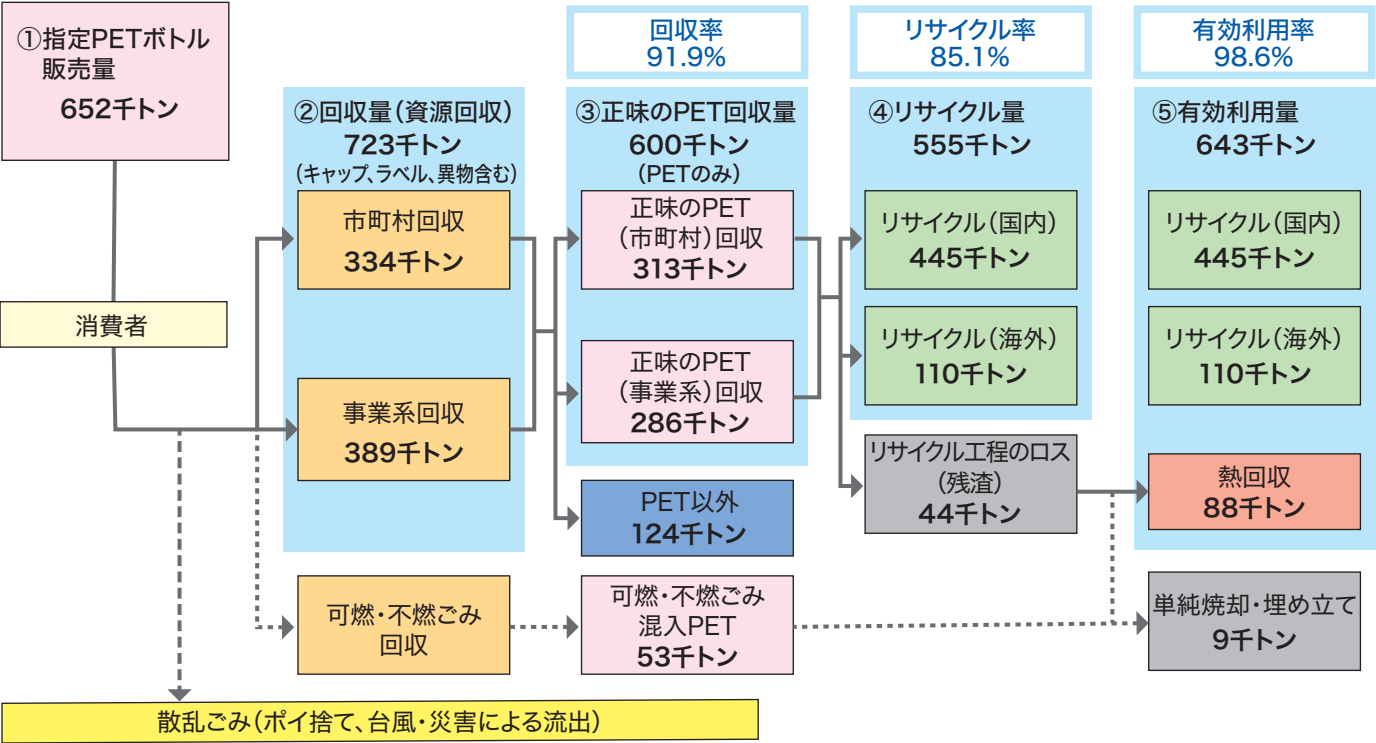 ①指定PETボトル
販売量
652千トン
消費者
②回収量(資源回収)
723千トン
(キャップ、ラベル、異物含む)
市町村回収
334千トン
事業系回収
389千トン
可燃・不燃ごみ
回収
散乱ごみ(ポイ捨て、台風・災害による流出)
回収率
91.9%
③正味のPET回収量
600千トン
(PETのみ)
正味のPET
(市町村)回収
313千トン
正味のPET
(事業系)回収
286千トン
PET以外
124千トン
可燃・不燃ごみ
混入PET
53千トン
リサイクル率
85.1%
④リサイクル量
555千トン
リサイクル(国内)
445千トン
リサイクル(海外)
110千トン
リサイクル工程のロス
(残渣)
44千トン
有効利用率
98.6%
⑤有効利用量
643千トン
リサイクル(国内)
445千トン
リサイクル(海外)
110千トン
熱回収
88千トン
単純焼却・埋め立て
9千トン